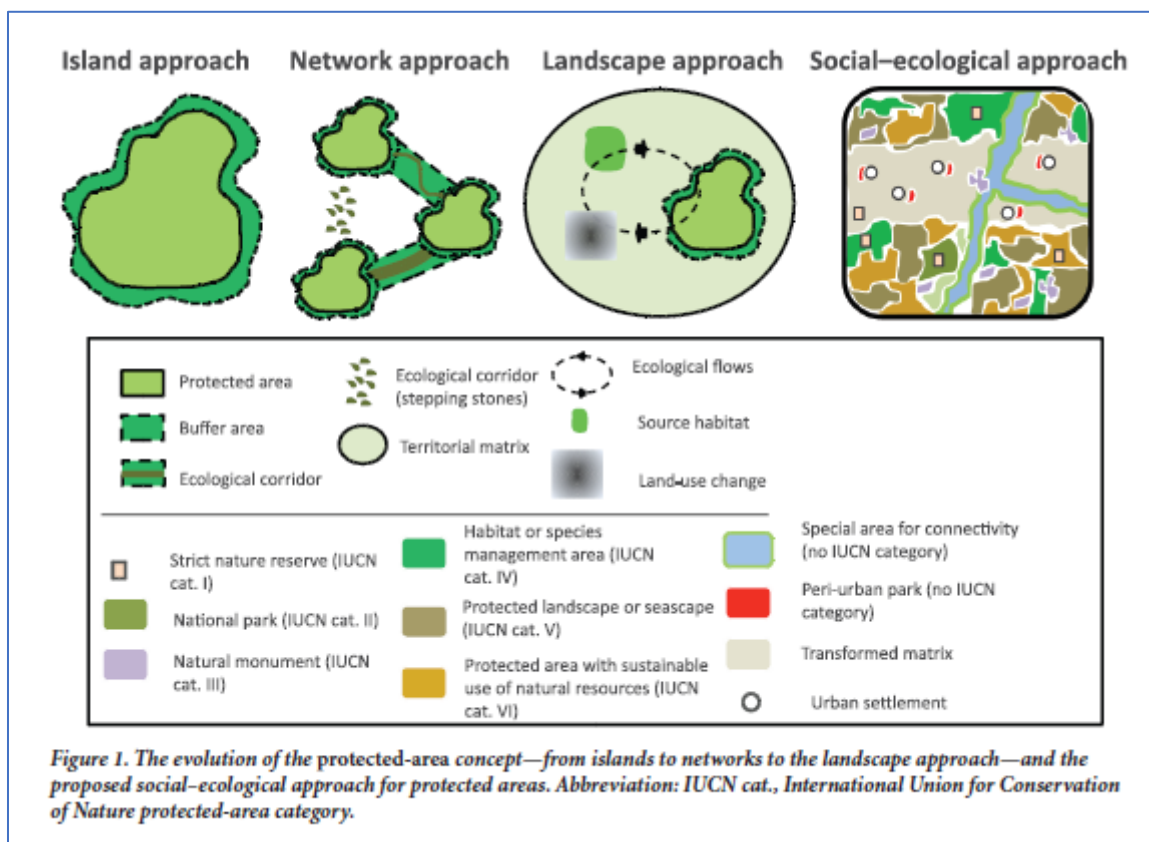 Island approach
Network approach
Landscape approach
Social–ecological approach
Protected area
Buffer area
Ecological corridor
Ecological corridor
(stepping stones)
Territorial matrix
Ecological flows
Source habitat
Land-use change
Strict nature reserve (IUCN
cat. I)
National park (IUCN cat. II)
Natural monument (IUCN
cat. III)
Habitat or species
management area (IUCN
cat. IV)
Protected landscape or seascape
(IUCN cat. V)
Protected area with sustainable
use of natural resources (IUCN
cat. VI)
Special area for connectivity
(no IUCN category)
Peri-urban park (no IUCN
category)
Transformed matrix
Urban settlement
Figure 1. The evolution of the protected-area concept—from islands to networks to the landscape approach—and the
proposed social–ecological approach for protected areas. Abbreviation: IUCN cat., International Union for Conservation
of Nature protected-area category.